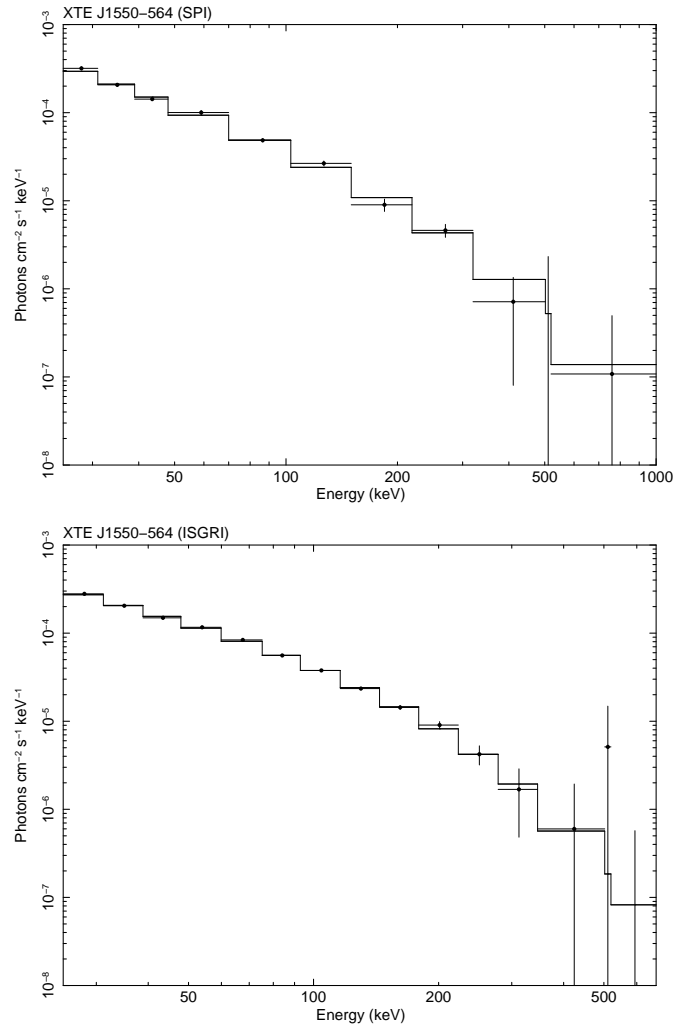 XTE J1550−564 (SPI)
10⁻³
10⁻⁴
10⁻⁵
10⁻⁶
10⁻⁷
10⁻⁸
Photons cm⁻² s⁻¹ keV⁻¹
50 100 200 500 1000
Energy (keV)
XTE J1550−564 (ISGRI)
10⁻³
10⁻⁴
10⁻⁵
10⁻⁶
10⁻⁷
10⁻⁸
Photons cm⁻² s⁻¹ keV⁻¹
50 100 200 500
Energy (keV)